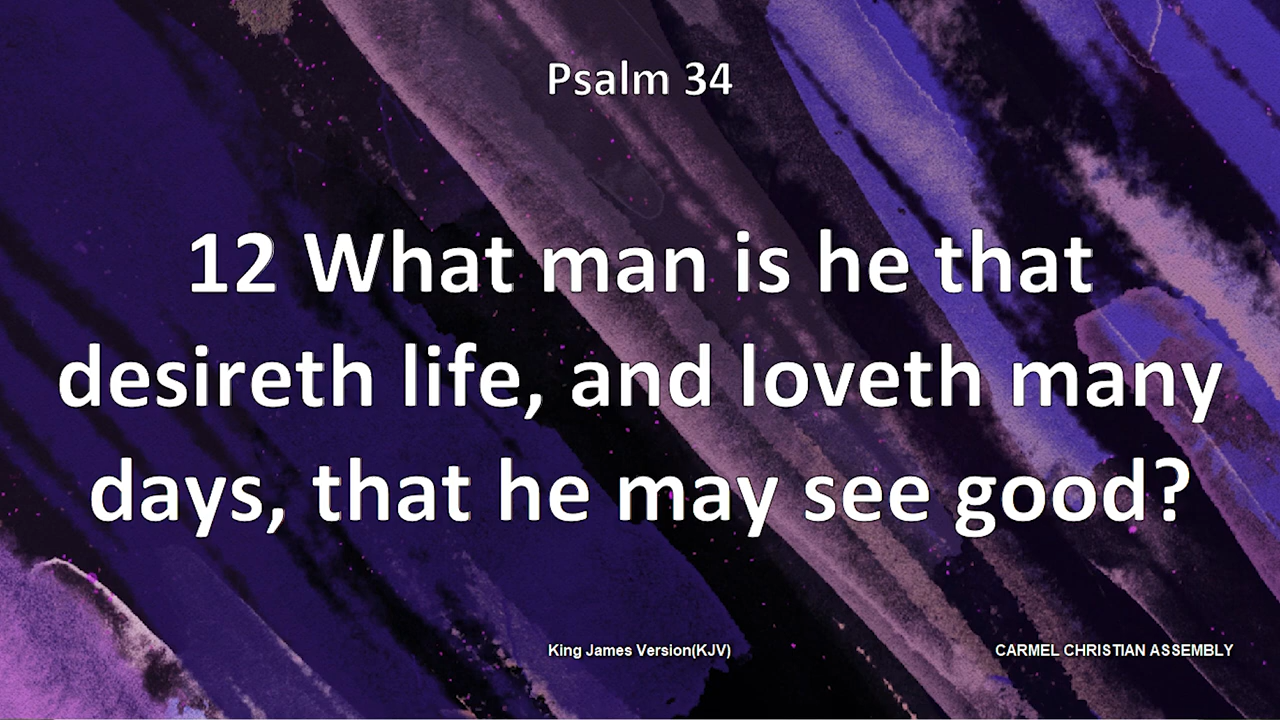 Psalm 34
12 What man is he that
desireth life, and loveth many
days, that he may see good?
King James Version(KJV)
CARMEL CHRISTIAN ASSEMBLY